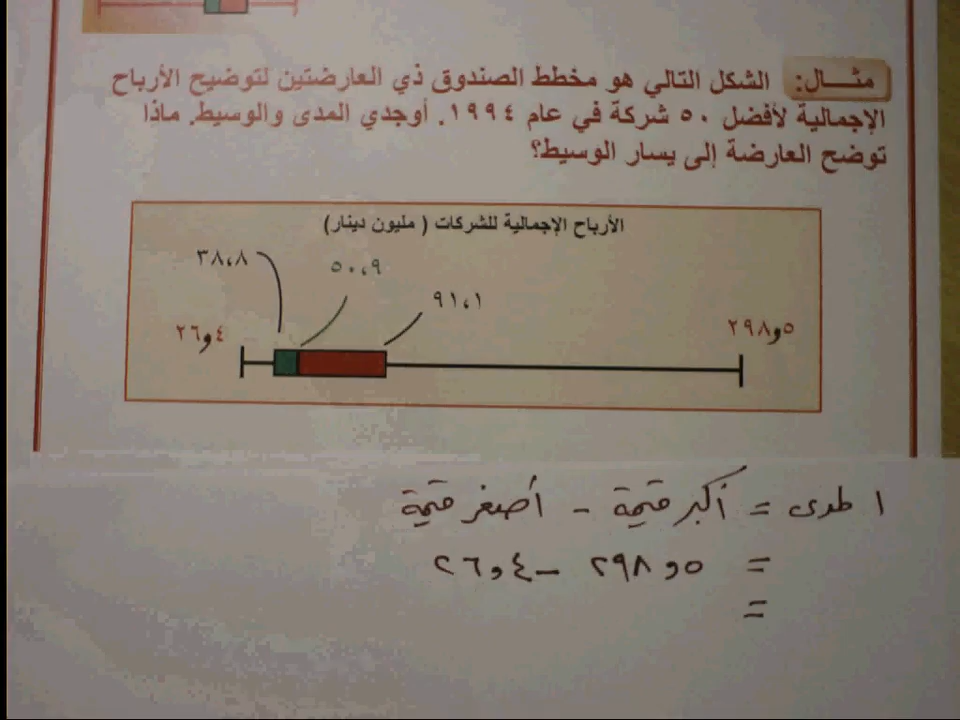 مثـــال: الشكل التالي هو مخطط الصندوق ذي العارضتين لتوضيح الأرباح
الإجمالية لأفضل ٥٠ شركة في عام ١٩٩٤. أوجدي المدى والوسيط. ماذا
توضح العارضة إلى يسار الوسيط؟
الأرباح الإجمالية للشركات ( مليون دينار)
٣٨،٨
٥٠،٩
٩١،١
٢٦و٤
٢٩٨و٥
المدى = أكبر قيمة - أصغر قيمة
= ٢٩٨و٥ - ٢٦و٤
=